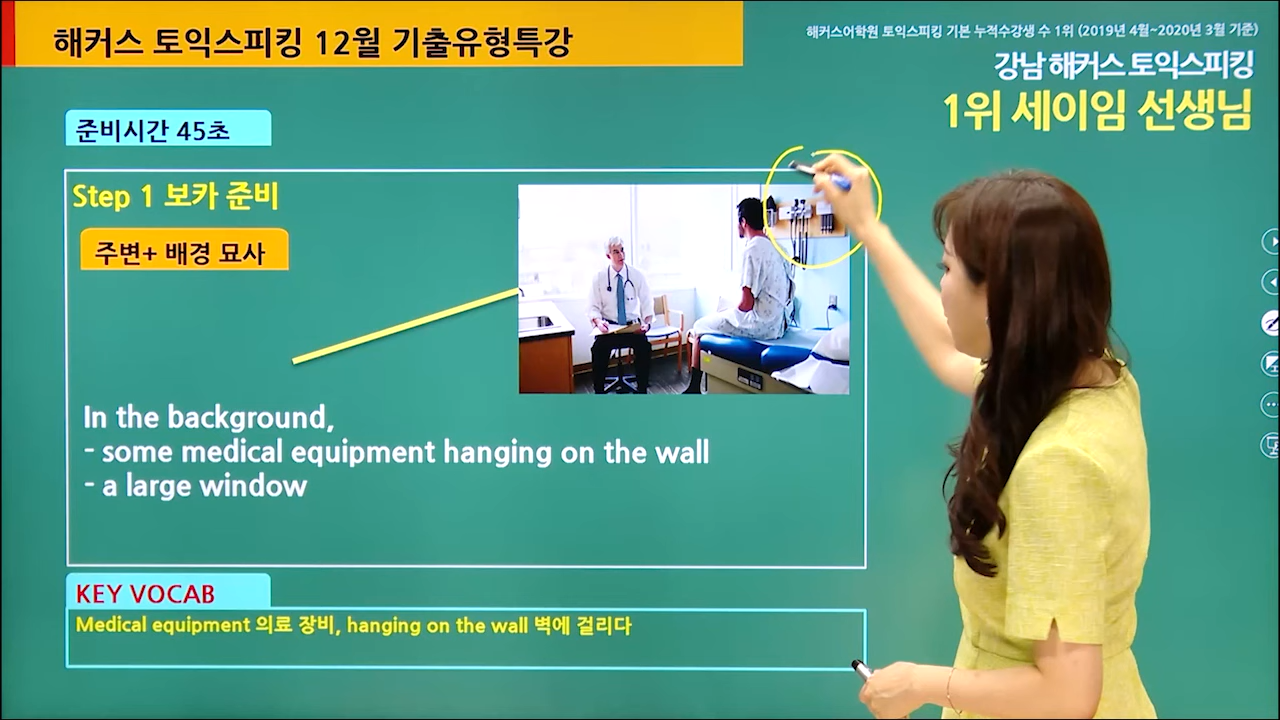 해커스 토익스피킹 12월 기출유형특강
해커스어학원 토익스피킹 기본 누적수강생 수 1위 (2019년 4월~2020년 3월 기준)
강남 해커스 토익스피킹
1위 세이임 선생님
준비시간 45초
Step 1 보카 준비
주변+ 배경 묘사
In the background,
- some medical equipment hanging on the wall
- a large window
KEY VOCAB
Medical equipment 의료 장비, hanging on the wall 벽에 걸리다